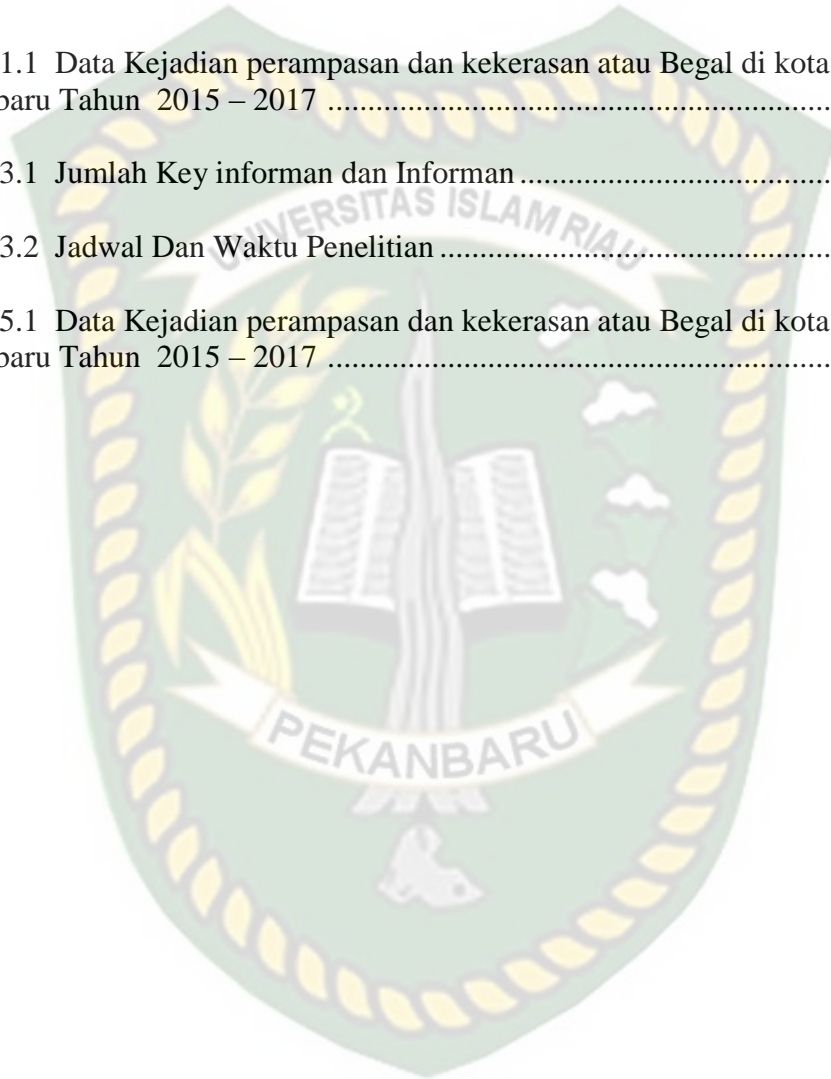 1.1 Data Kejadian perampasan dan kekerasan atau Begal di kota
baru Tahun 2015 – 2017 ...............................................................
3.1 Jumlah Key informan dan Informan .......................................
3.2 Jadwal Dan Waktu Penelitian .................................................
5.1 Data Kejadian perampasan dan kekerasan atau Begal di kota
baru Tahun 2015 – 2017 ...............................................................
UNIVERSITAS ISLAM RIAU
PEKANBARU